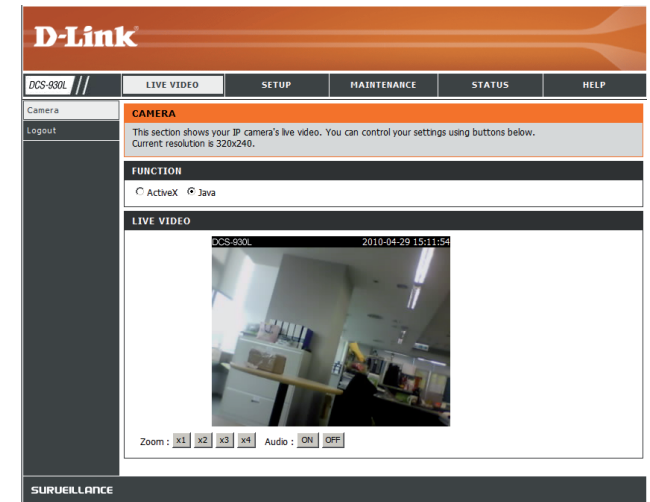 D-Link
DCS-930L //
LIVE VIDEO SETUP MAINTENANCE STATUS HELP
Camera
Logout
CAMERA
This section shows your IP camera's live video. You can control your settings using buttons below.
Current resolution is 320x240.
FUNCTION
ActiveX Java
LIVE VIDEO
DCS-930L 2010-04-29 15:11:54
Zoom : x1 x2 x3 x4 Audio : ON OFF
SURVEILLANCE